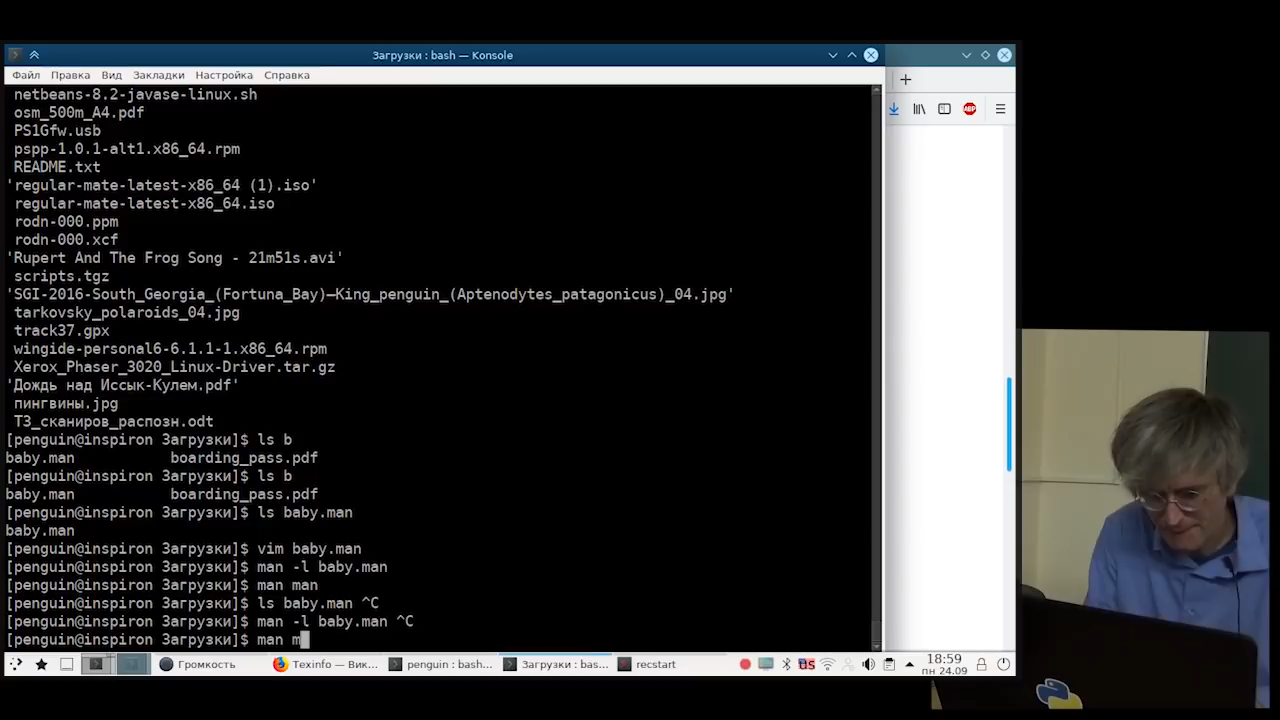 Загрузки : bash — Konsole
Файл Правка Вид Закладки Настройка Справка
netbeans-8.2-javase-linux.sh
osm_500m_A4.pdf
PS1Gfw.usb
pspp-1.0.1-alt1.x86_64.rpm
README.txt
'regular-mate-latest-x86_64 (1).iso'
regular-mate-latest-x86_64.iso
rodn-000.ppm
rodn-000.xcf
'Rupert And The Frog Song - 21m51s.avi'
scripts.tgz
'SGI-2016-South_Georgia_(Fortuna_Bay)–King_penguin_(Aptenodytes_patagonicus)_04.jpg'
tarkovsky_polaroids_04.jpg
track37.gpx
wingide-personal6-6.1.1-1.x86_64.rpm
Xerox_Phaser_3020_Linux-Driver.tar.gz
'Дождь над Иссык-Кулем.pdf'
пингвины.jpg
ТЗ_сканиров_распозн.odt
[penguin@inspiron Загрузки]$ ls b
baby.man boarding_pass.pdf
[penguin@inspiron Загрузки]$ ls b
baby.man boarding_pass.pdf
[penguin@inspiron Загрузки]$ ls baby.man
baby.man
[penguin@inspiron Загрузки]$ vim baby.man
[penguin@inspiron Загрузки]$ man -l baby.man
[penguin@inspiron Загрузки]$ man man
[penguin@inspiron Загрузки]$ ls baby.man ^C
[penguin@inspiron Загрузки]$ man -l baby.man ^C
[penguin@inspiron Загрузки]$ man m
Громкость Texinfo — Вик... penguin : bash... Загрузки : bas... recstart US 18:59
пн 24.09
ABP